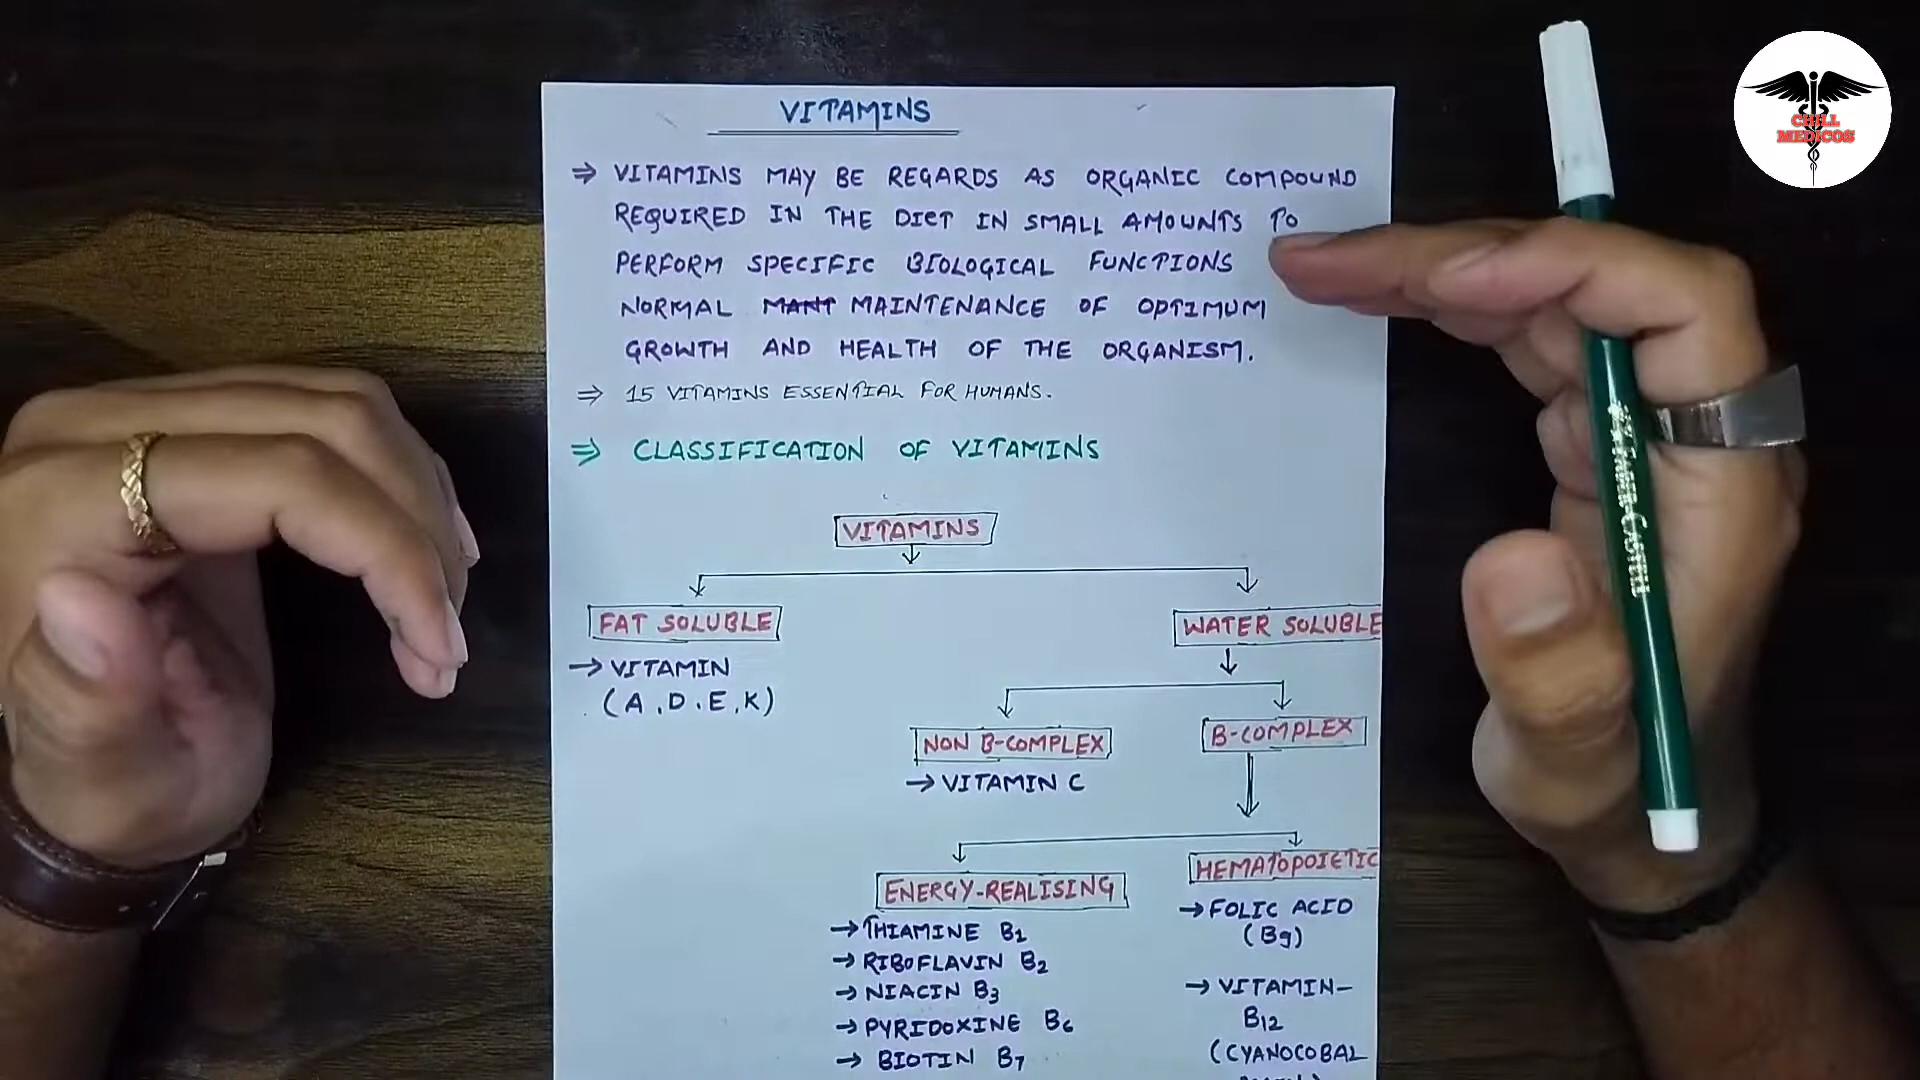 VITAMINS
⇒ VITAMINS MAY BE REGARDS AS ORGANIC COMPOUND
REQUIRED IN THE DIET IN SMALL AMOUNTS TO
PERFORM SPECIFIC BIOLOGICAL FUNCTIONS
NORMAL MANT MAINTENANCE OF OPTIMUM
GROWTH AND HEALTH OF THE ORGANISM.
⇒ 15 VITAMINS ESSENTIAL FOR HUMANS.
⇒ CLASSIFICATION OF VITAMINS
VITAMINS
FAT SOLUBLE
WATER SOLUBLE
→ VITAMIN
(A, D, E, K)
NON B-COMPLEX
B-COMPLEX
→ VITAMIN C
ENERGY-REALISING
HEMATOPOIETIC
→ THIAMINE B1
→ RIBOFLAVIN B2
→ NIACIN B3
→ PYRIDOXINE B6
→ BIOTIN B7
→ FOLIC ACID
(B9)
→ VITAMIN-
B12
(CYANOCOBAL
CHILL
MEDICOS